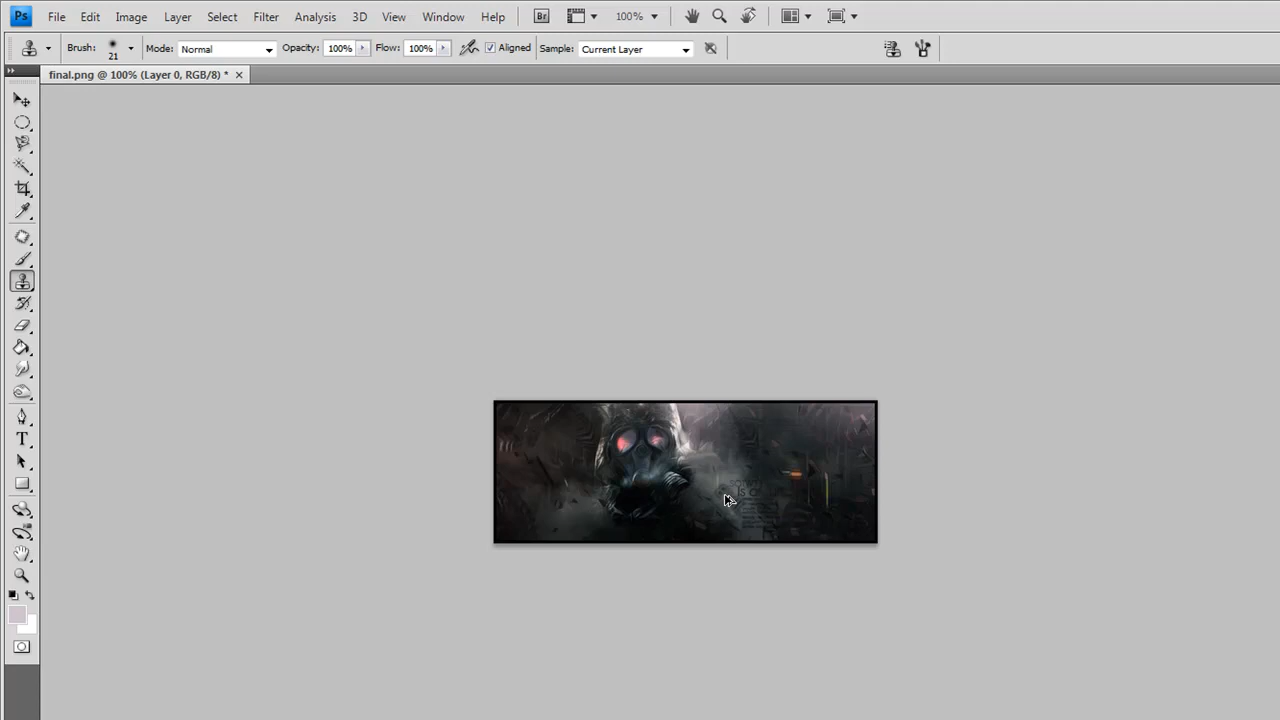 Ps File Edit Image Layer Select Filter Analysis 3D View Window Help Br 100%
Brush: 21 Mode: Normal Opacity: 100% Flow: 100% Aligned Sample: Current Layer
final.png @ 100% (Layer 0, RGB/8) * ×
T